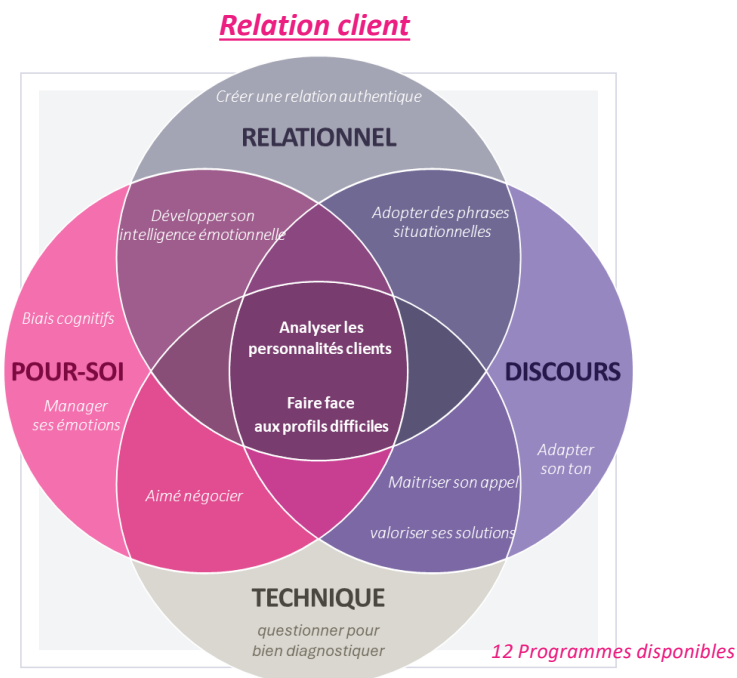 Relation client
Créer une relation authentique
RELATIONNEL
Développer son
intelligence émotionnelle
Adopter des phrases
situationnelles
Biais cognitifs
POUR-SOI
Manager
ses émotions
Analyser les
personnalités clients
Faire face
aux profils difficiles
DISCOURS
Adapter
son ton
Aimé négocier
Maitriser son appel
valoriser ses solutions
TECHNIQUE
questionner pour
bien diagnostiquer
12 Programmes disponibles